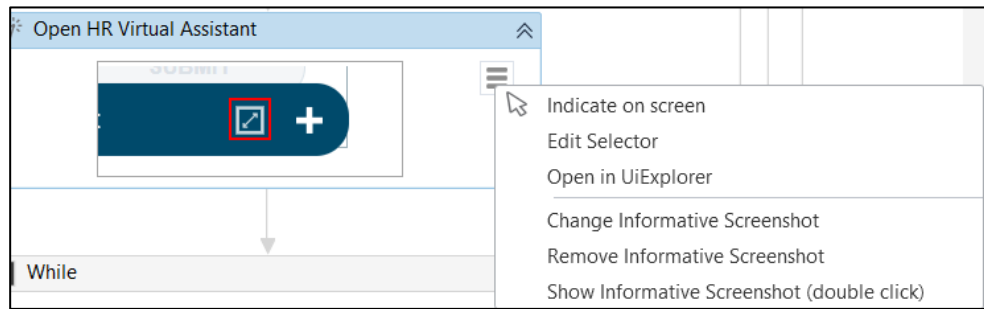 Open HR Virtual Assistant
SUBMIT
Indicate on screen
Edit Selector
Open in UiExplorer
Change Informative Screenshot
Remove Informative Screenshot
Show Informative Screenshot (double click)
While